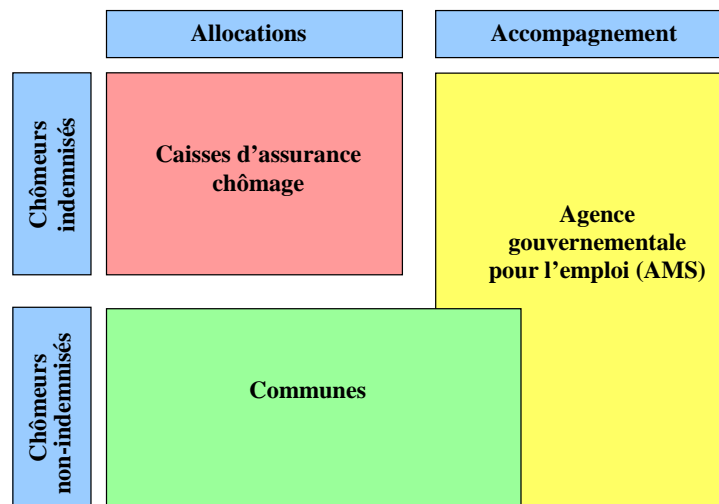 Allocations
Accompagnement
Chômeurs
indemnisés
Caisses d’assurance
chômage
Agence
gouvernementale
pour l’emploi (AMS)
Chômeurs
non-indemnisés
Communes